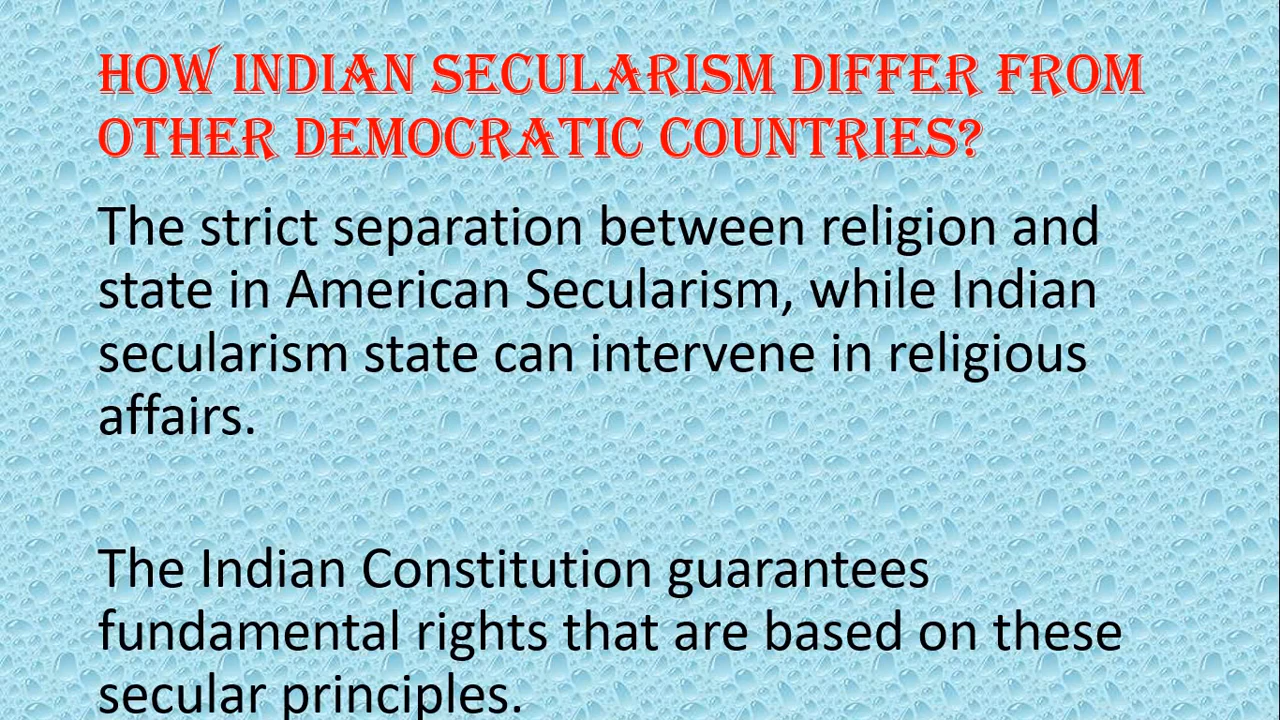 HOW INDIAN SECULARISM DIFFER FROM
OTHER DEMOCRATIC COUNTRIES?
The strict separation between religion and
state in American Secularism, while Indian
secularism state can intervene in religious
affairs.
The Indian Constitution guarantees
fundamental rights that are based on these
secular principles.